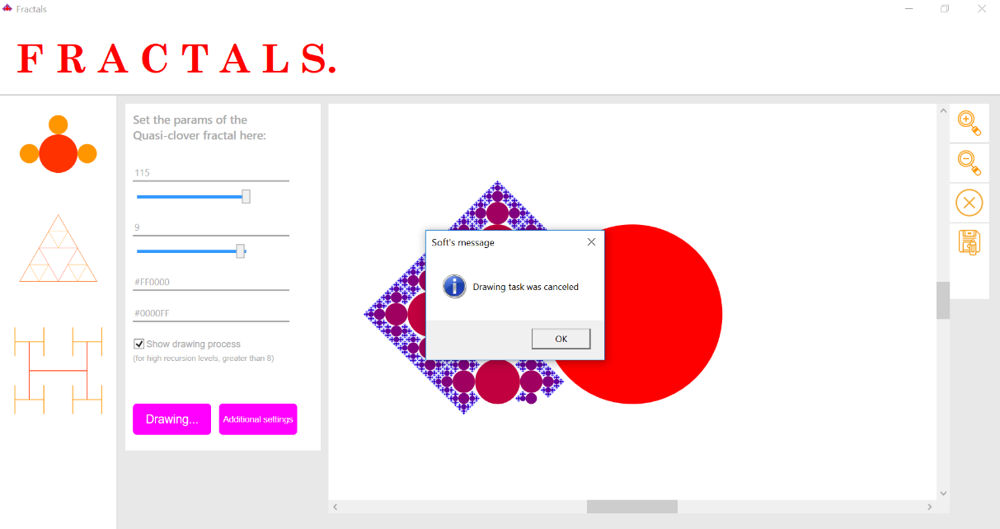 Fractals
F R A C T A L S.
Set the params of the
Quasi-clover fractal here:
115
9
#FF0000
#0000FF
Show drawing process
(for high recursion levels, greater than 8)
Drawing...
Additional settings
Soft's message
Drawing task was canceled
OK